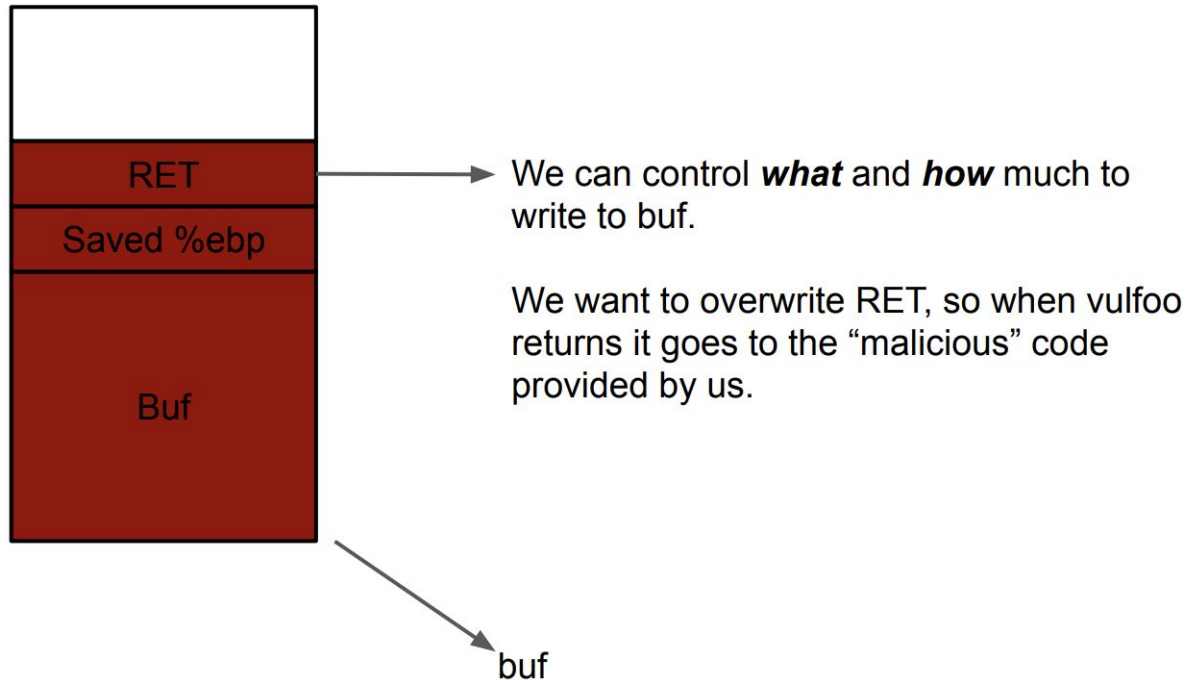 RET
Saved %ebp
Buf
We can control what and how much to
write to buf.
We want to overwrite RET, so when vulfoo
returns it goes to the “malicious” code
provided by us.
buf